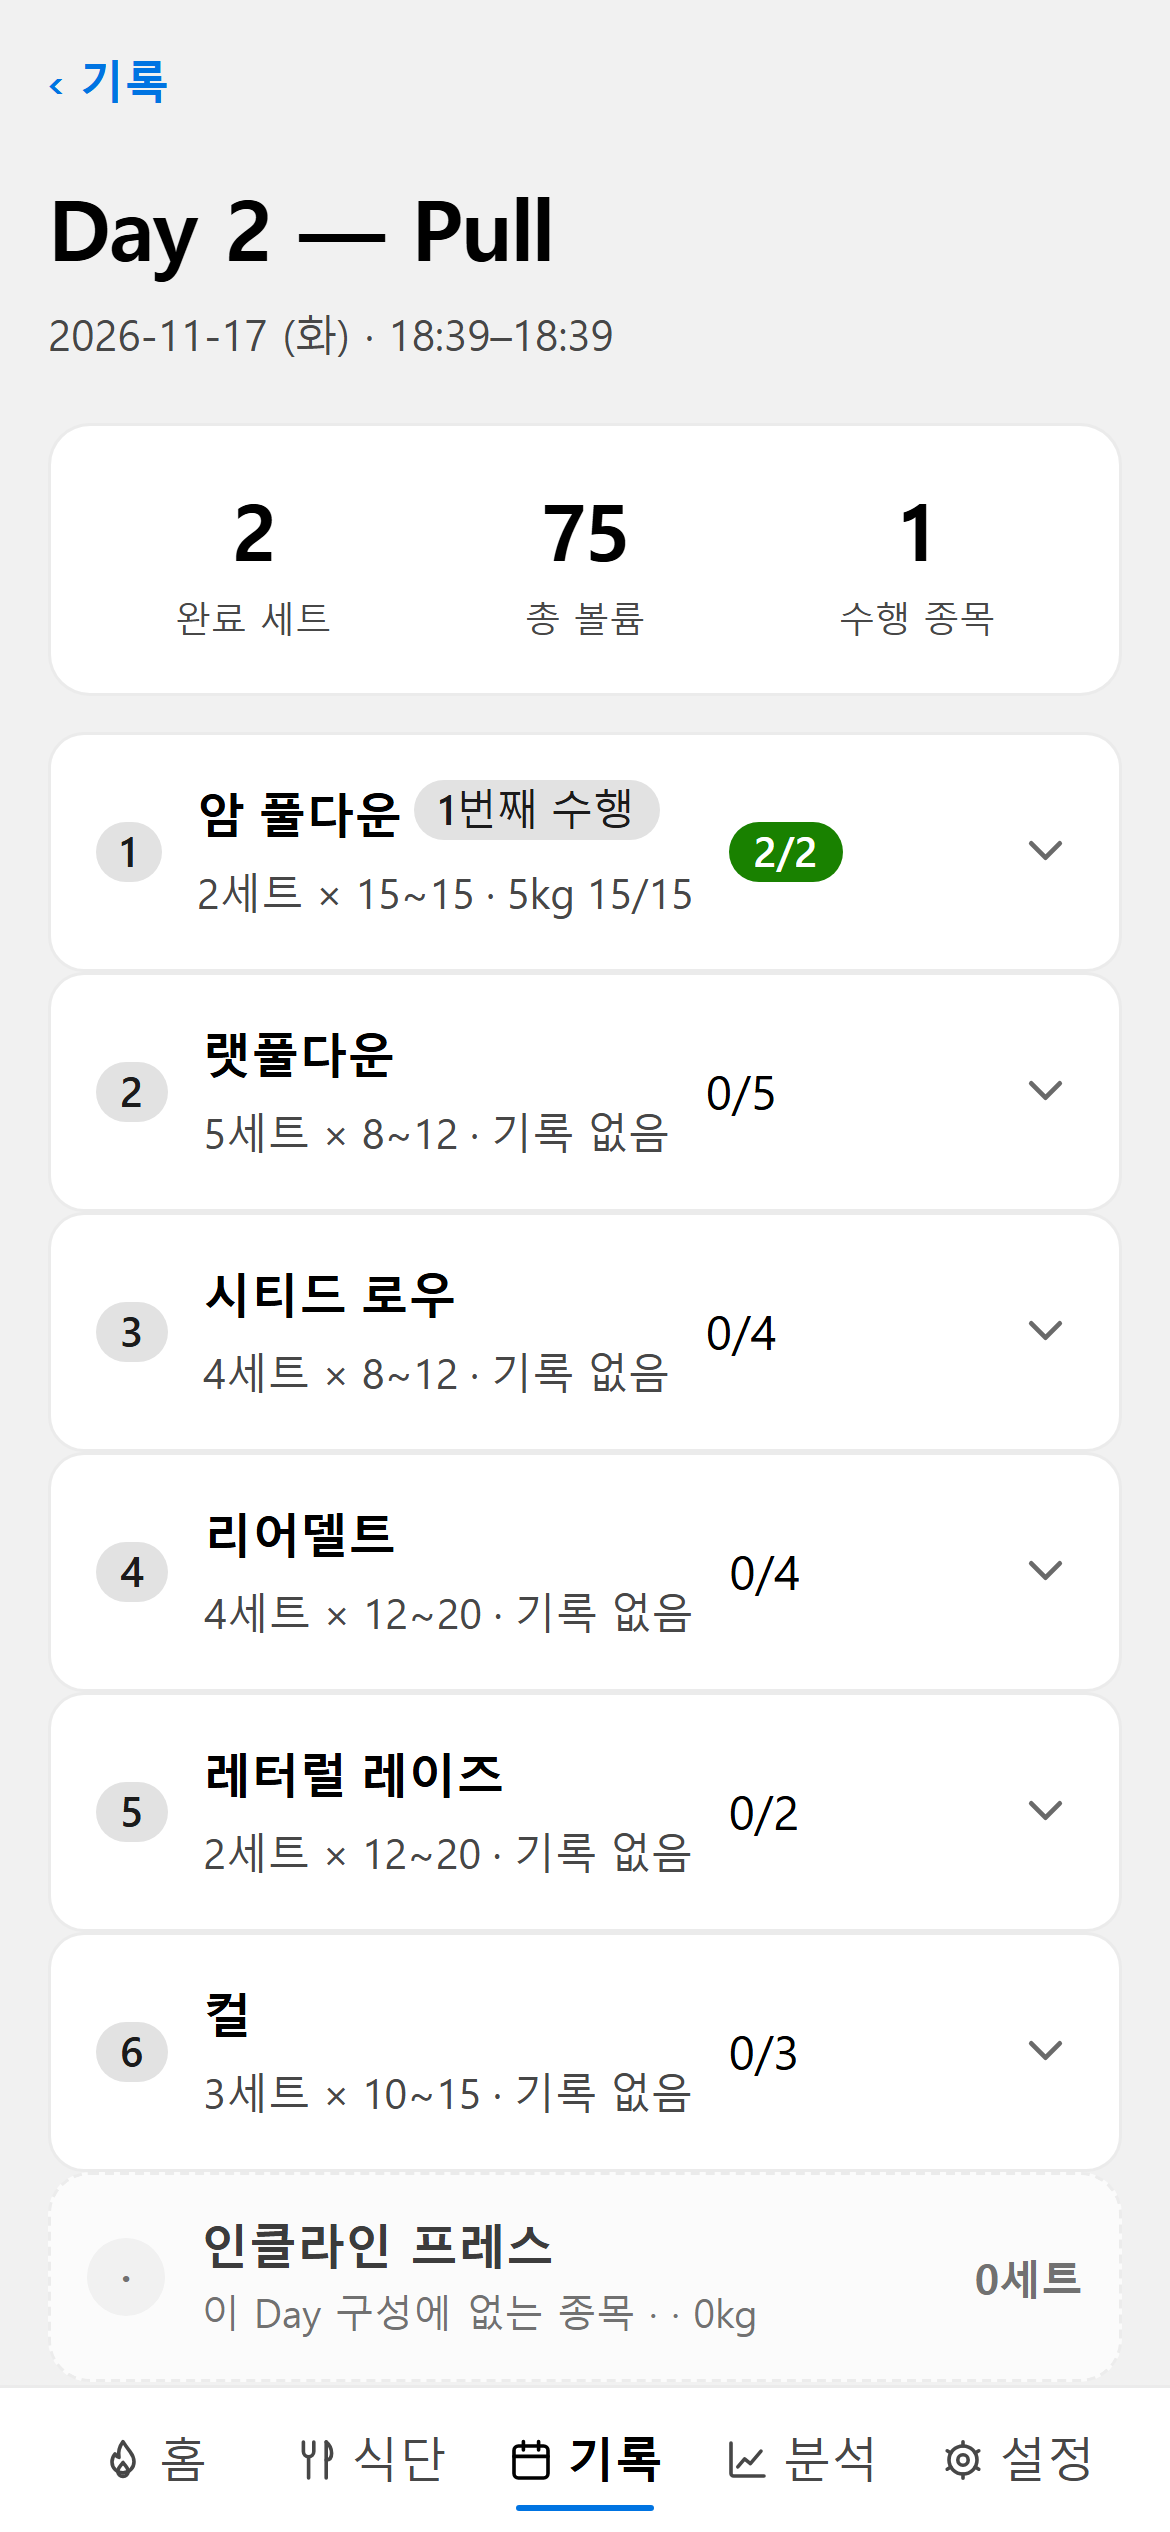 ‹ 기록
Day 2 — Pull
2026-11-17 (화) · 18:39–18:39
2
완료 세트
75
총 볼륨
1
수행 종목
1
암 풀다운 1번째 수행
2세트 × 15~15 · 5kg 15/15
2/2
2
랫풀다운
5세트 × 8~12 · 기록 없음
0/5
3
시티드 로우
4세트 × 8~12 · 기록 없음
0/4
4
리어델트
4세트 × 12~20 · 기록 없음
0/4
5
레터럴 레이즈
2세트 × 12~20 · 기록 없음
0/2
6
컬
3세트 × 10~15 · 기록 없음
0/3
·
인클라인 프레스
이 Day 구성에 없는 종목 · · 0kg
0세트
홈 식단 기록 분석 설정